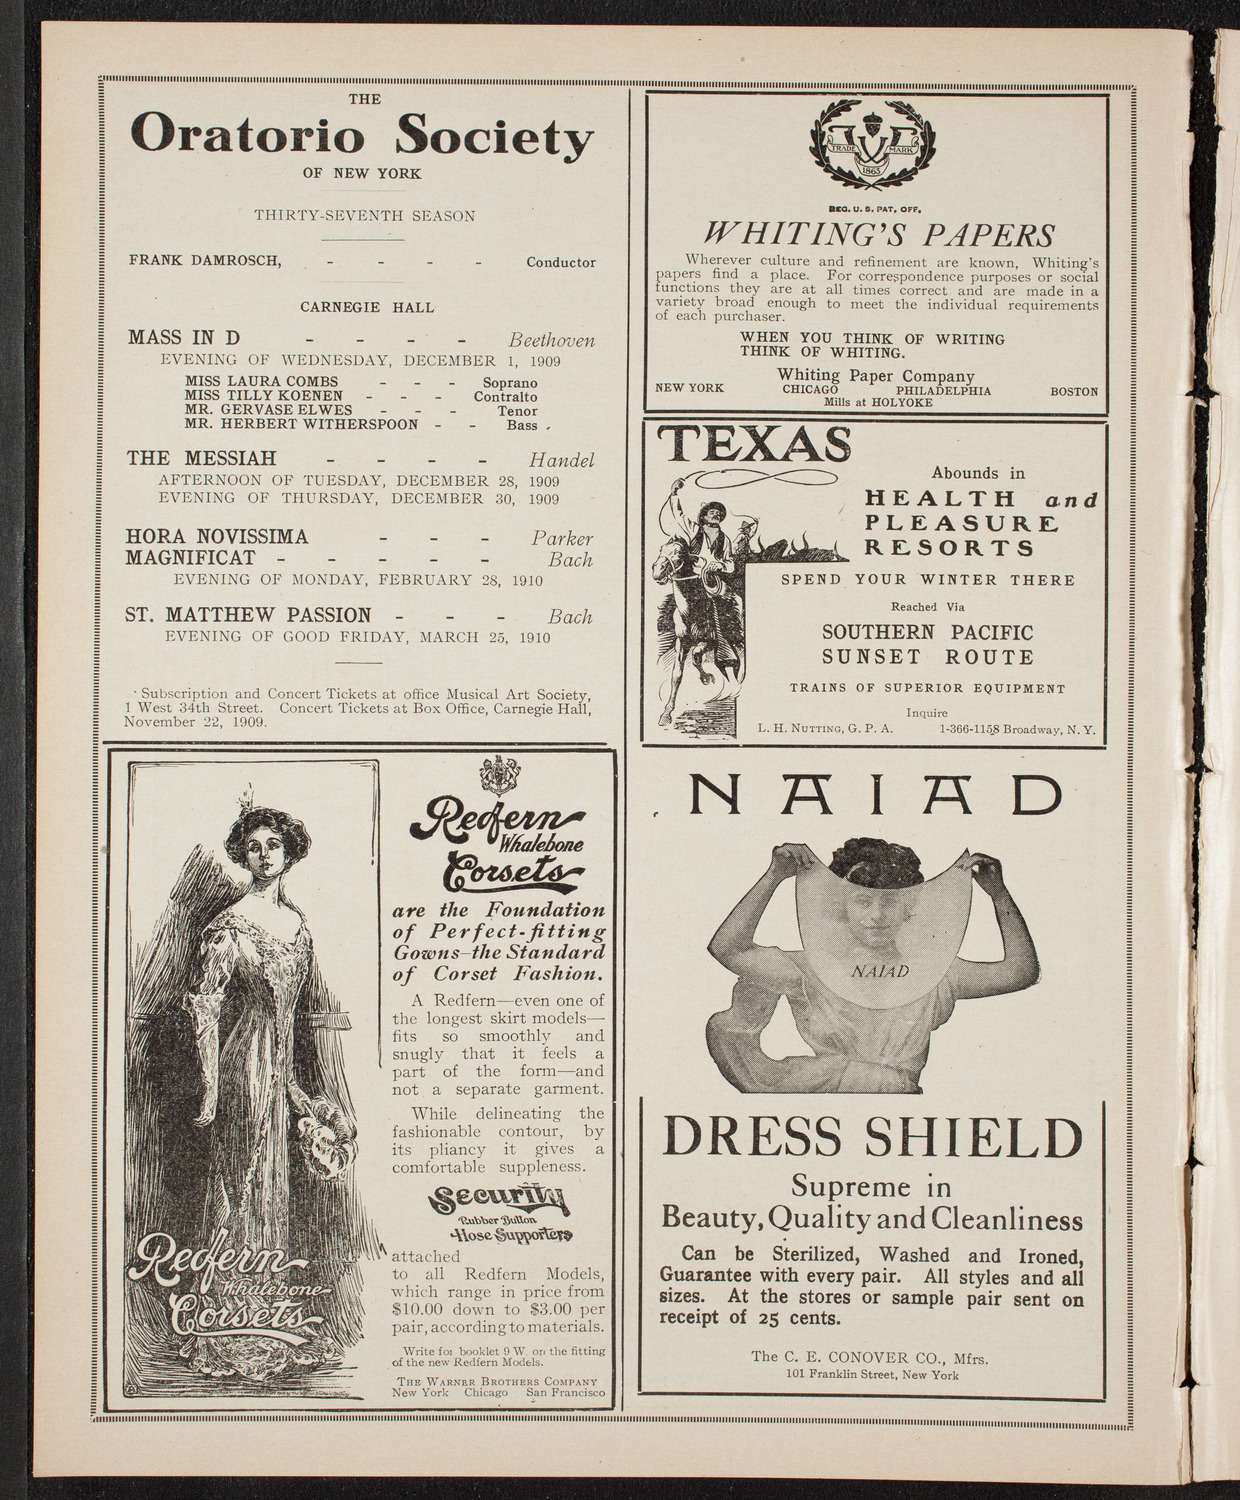 THE
Oratorio Society
OF NEW YORK
THIRTY-SEVENTH SEASON
FRANK DAMROSCH, - - - - Conductor
CARNEGIE HALL
MASS IN D - - - - Beethoven
EVENING OF WEDNESDAY, DECEMBER 1, 1909
MISS LAURA COMBS - - - Soprano
MISS TILLY KOENEN - - - Contralto
MR. GERVASE ELWES - - - Tenor
MR. HERBERT WITHERSPOON - - Bass
THE MESSIAH - - - - Handel
AFTERNOON OF TUESDAY, DECEMBER 28, 1909
EVENING OF THURSDAY, DECEMBER 30, 1909
HORA NOVISSIMA - - - Parker
MAGNIFICAT - - - - - Bach
EVENING OF MONDAY, FEBRUARY 28, 1910
ST. MATTHEW PASSION - - - Bach
EVENING OF GOOD FRIDAY, MARCH 25, 1910
Subscription and Concert Tickets at office Musical Art Society,
1 West 34th Street. Concert Tickets at Box Office, Carnegie Hall,
November 22, 1909.
Redfern
Whalebone
Corsets
are the Foundation
of Perfect-fitting
Gowns—the Standard
of Corset Fashion.
A Redfern—even one of
the longest skirt models—
fits so smoothly and
snugly that it feels a
part of the form—and
not a separate garment.
While delineating the
fashionable contour, by
its pliancy it gives a
comfortable suppleness.
Security
Rubber Button
Hose Supporters
attached
to all Redfern Models,
which range in price from
$10.00 down to $3.00 per
pair, according to materials.
Write for booklet 9 W. on the fitting
of the new Redfern Models.
THE WARNER BROTHERS COMPANY
New York Chicago San Francisco
Redfern
Whalebone
Corsets
TRADE MARK
1865
REG. U. S. PAT. OFF.
WHITING'S PAPERS
Wherever culture and refinement are known, Whiting's
papers find a place. For correspondence purposes or social
functions they are at all times correct and are made in a
variety broad enough to meet the individual requirements
of each purchaser.
WHEN YOU THINK OF WRITING
THINK OF WHITING.
Whiting Paper Company
NEW YORK CHICAGO PHILADELPHIA BOSTON
Mills at HOLYOKE
TEXAS
Abounds in
HEALTH and
PLEASURE
RESORTS
SPEND YOUR WINTER THERE
Reached Via
SOUTHERN PACIFIC
SUNSET ROUTE
TRAINS OF SUPERIOR EQUIPMENT
Inquire
L. H. NUTTING, G. P. A. 1-366-1158 Broadway, N. Y.
NAIAD
NAIAD
DRESS SHIELD
Supreme in
Beauty, Quality and Cleanliness
Can be Sterilized, Washed and Ironed,
Guarantee with every pair. All styles and all
sizes. At the stores or sample pair sent on
receipt of 25 cents.
The C. E. CONOVER CO., Mfrs.
101 Franklin Street, New York